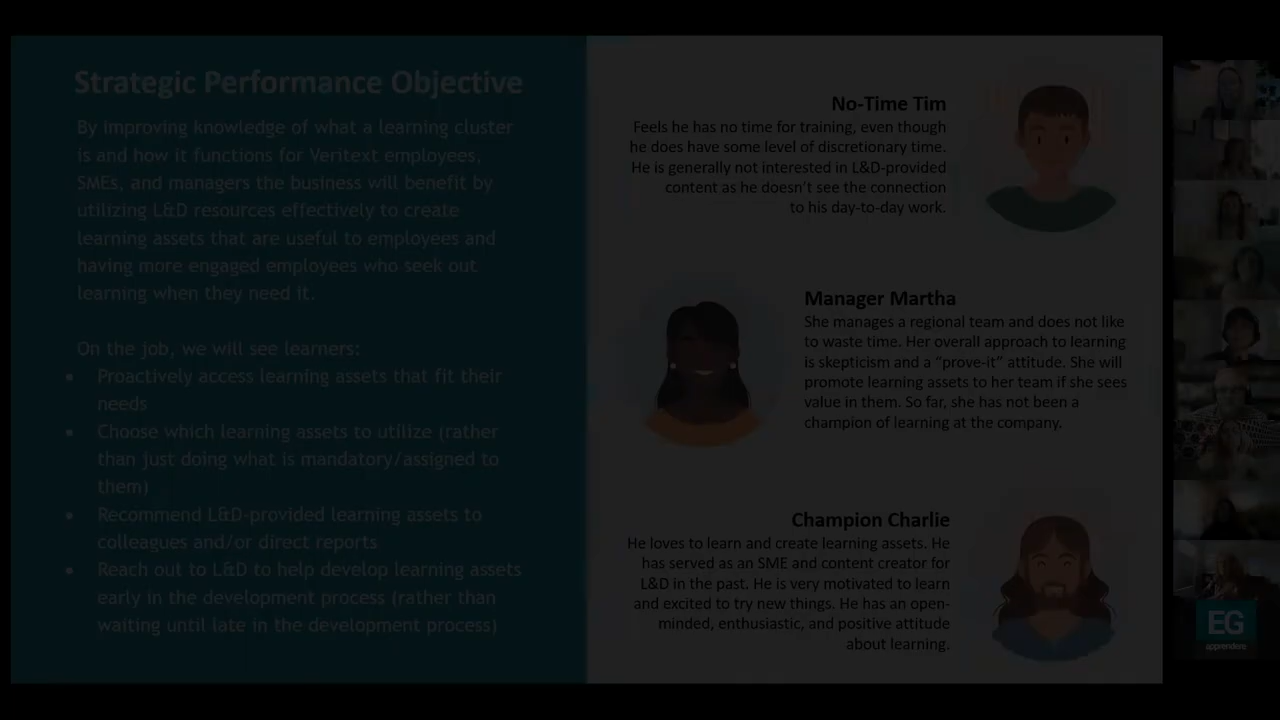 Strategic Performance Objective
By improving knowledge of what a learning cluster
is and how it functions for Veritext employees,
SMEs, and managers the business will benefit by
utilizing L&D resources effectively to create
learning assets that are useful to employees and
having more engaged employees who seek out
learning when they need it.
On the job, we will see learners:
• Proactively access learning assets that fit their
needs
• Choose which learning assets to utilize (rather
than just doing what is mandatory/assigned to
them)
• Recommend L&D-provided learning assets to
colleagues and/or direct reports
• Reach out to L&D to help develop learning assets
early in the development process (rather than
waiting until late in the development process)
No-Time Tim
Feels he has no time for training, even though
he does have some level of discretionary time.
He is generally not interested in L&D-provided
content as he doesn't see the connection
to his day-to-day work.
Manager Martha
She manages a regional team and does not like
to waste time. Her overall approach to learning
is skepticism and a “prove-it” attitude. She will
promote learning assets to her team if she sees
value in them. So far, she has not been a
champion of learning at the company.
Champion Charlie
He loves to learn and create learning assets. He
has served as an SME and content creator for
L&D in the past. He is very motivated to learn
and excited to try new things. He has an open-
minded, enthusiastic, and positive attitude
about learning.
EG
apprendere